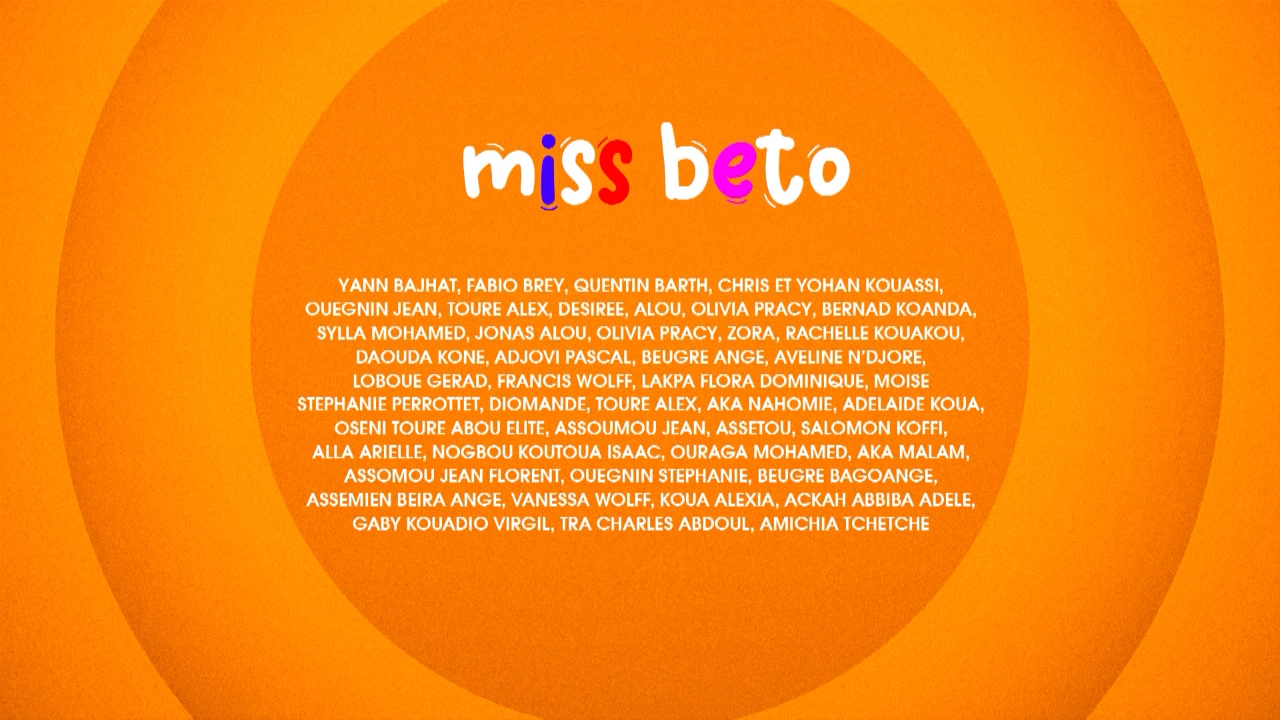 miss beto
YANN BAJHAT, FABIO BREY, QUENTIN BARTH, CHRIS ET YOHAN KOUASSI,
OUEGNIN JEAN, TOURE ALEX, DESIREE, ALOU, OLIVIA PRACY, BERNAD KOANDA,
SYLLA MOHAMED, JONAS ALOU, OLIVIA PRACY, ZORA, RACHELLE KOUAKOU,
DAOUDA KONE, ADJOVI PASCAL, BEUGRE ANGE, AVELINE N'DJORE,
LOBOUE GERAD, FRANCIS WOLFF, LAKPA FLORA DOMINIQUE, MOISE
STEPHANIE PERROTTET, DIOMANDE, TOURE ALEX, AKA NAHOMIE, ADELAIDE KOUA,
OSENI TOURE ABOU ELITE, ASSOUMOU JEAN, ASSETOU, SALOMON KOFFI,
ALLA ARIELLE, NOGBOU KOUTOUA ISAAC, OURAGA MOHAMED, AKA MALAM,
ASSOMOU JEAN FLORENT, OUEGNIN STEPHANIE, BEUGRE BAGOANGE,
ASSEMIEN BEIRA ANGE, VANESSA WOLFF, KOUA ALEXIA, ACKAH ABBIBA ADELE,
GABY KOUADIO VIRGIL, TRA CHARLES ABDOUL, AMICHIA TCHETCHE